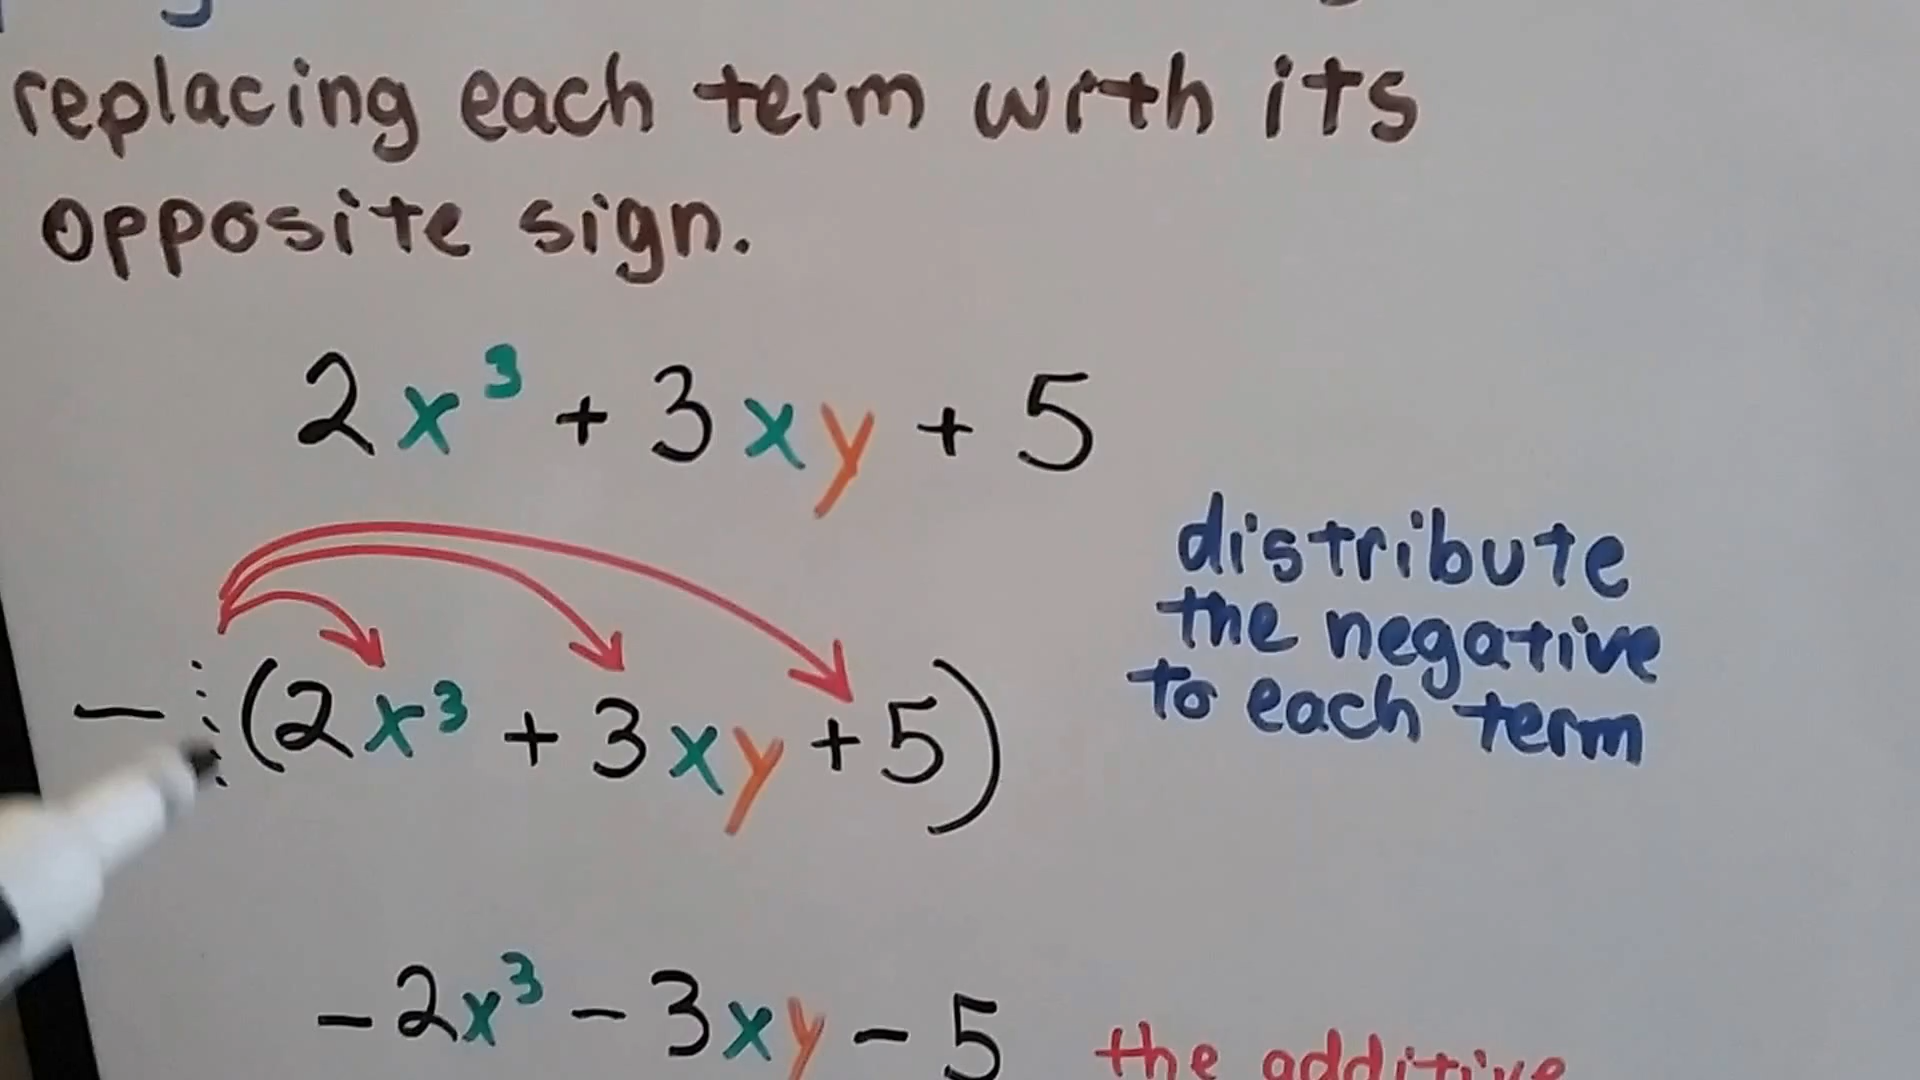 replacing each term with its
opposite sign.
2x³ + 3xy + 5
distribute
the negative
to each term
-(2x³ + 3xy + 5)
-2x³ - 3xy - 5
the additive